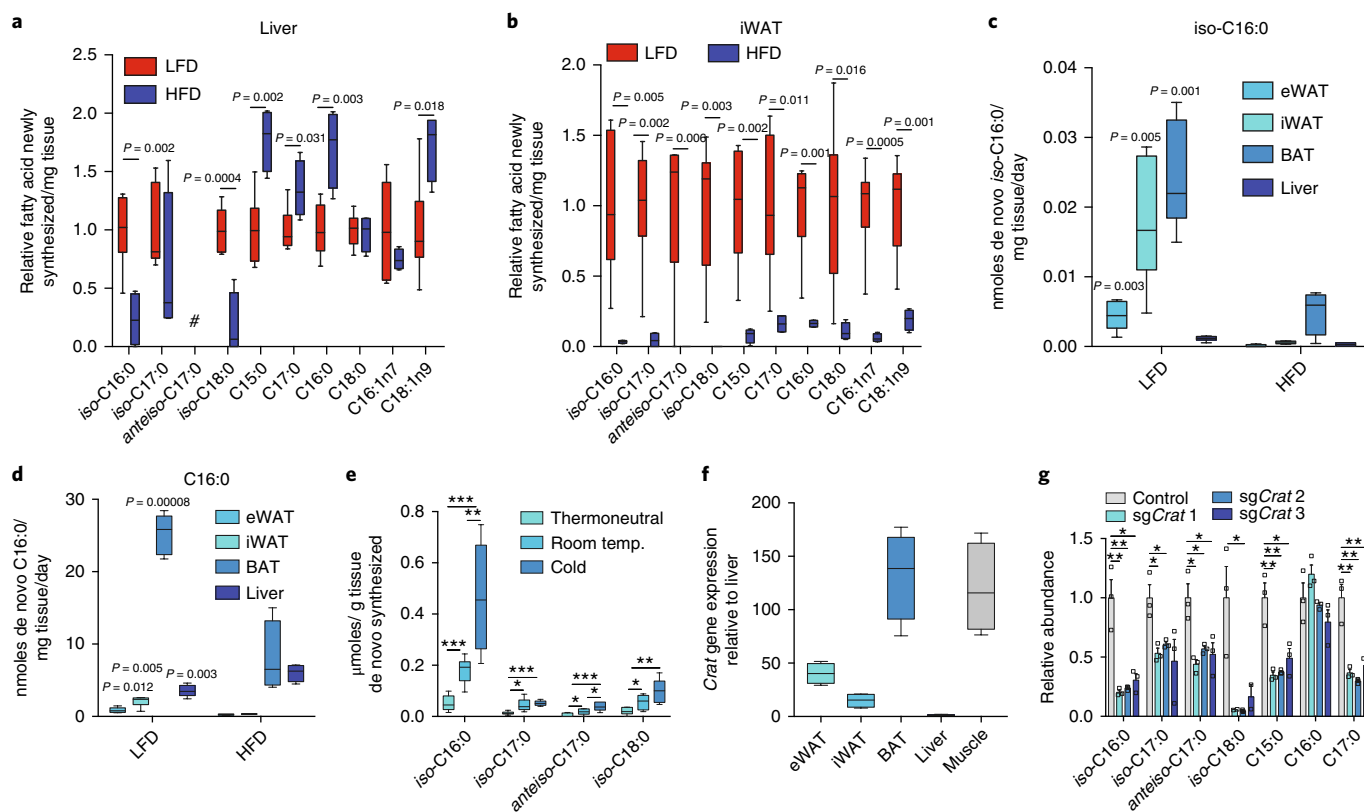 a
Liver
Relative fatty acid newly
synthesized/mg tissue
2.5
2.0
1.5
1.0
0.5
0.0
LFD
HFD
P = 0.002
P = 0.0004
P = 0.002
P = 0.031
P = 0.003
P = 0.018
#
iso-C16:0
iso-C17:0
anteiso-C17:0
iso-C18:0
C15:0
C17:0
C16:0
C18:0
C16:1n7
C18:1n9
b
iWAT
Relative fatty acid newly
synthesized/mg tissue
2.0
1.5
1.0
0.5
0.0
LFD
HFD
P = 0.005
P = 0.002
P = 0.006
P = 0.003
P = 0.002
P = 0.011
P = 0.001
P = 0.016
P = 0.0005
P = 0.001
iso-C16:0
iso-C17:0
anteiso-C17:0
iso-C18:0
C15:0
C17:0
C16:0
C18:0
C16:1n7
C18:1n9
c
iso-C16:0
nmoles de novo iso-C16:0/
mg tissue/day
0.04
0.03
0.02
0.01
0.00
P = 0.003
P = 0.005
P = 0.001
eWAT
iWAT
BAT
Liver
LFD
HFD
d
C16:0
nmoles de novo C16:0/
mg tissue/day
30
20
10
0
P = 0.00008
P = 0.012
P = 0.005
P = 0.003
eWAT
iWAT
BAT
Liver
LFD
HFD
e
μmoles/ g tissue
de novo synthesized
0.8
0.6
0.4
0.2
0.0
***
**
***
***
*
***
*
*
**
*
Thermoneutral
Room temp.
Cold
iso-C16:0
iso-C17:0
anteiso-C17:0
iso-C18:0
f
Crat gene expression
relative to liver
200
150
100
50
0
eWAT
iWAT
BAT
Liver
Muscle
g
Control
sgCrat 1
sgCrat 2
sgCrat 3
Relative abundance
1.5
1.0
0.5
0.0
*
**
**
*
*
*
*
*
*
*
**
**
**
**
**
iso-C16:0
iso-C17:0
anteiso-C17:0
iso-C18:0
C15:0
C16:0
C17:0